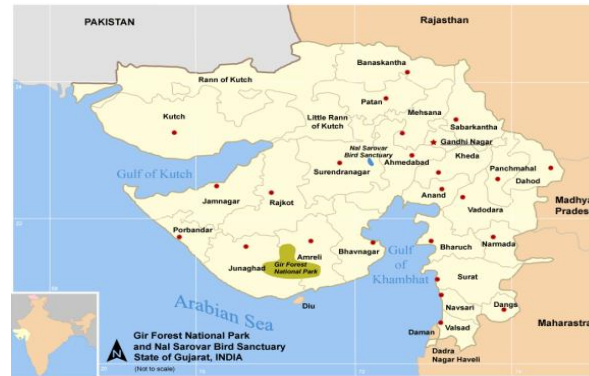 PAKISTAN
Rajasthan
Banaskantha
Rann of Kutch
Patan
Mehsana
Kutch
Little Rann
of Kutch
Sabarkantha
Gandhi Nagar
Nal Sarovar
Bird Sanctuary
Ahmedabad
Kheda
Panchmahal
Dahod
Surendranagar
Gulf of Kutch
Anand
Vadodara
Madhya
Prades
Jamnagar
Rajkot
Porbandar
Amreli
Bhavnagar
Gulf
of
Khambhat
Bharuch
Narmada
Junaghad
Gir Forest
National Park
Surat
Diu
Arabian Sea
Navsari
Dangs
Maharastra
Daman
Valsad
Dadra
Nagar Haveli
N
Gir Forest National Park
and Nal Sarovar Bird Sanctuary
State of Gujarat, INDIA
(Not to scale)